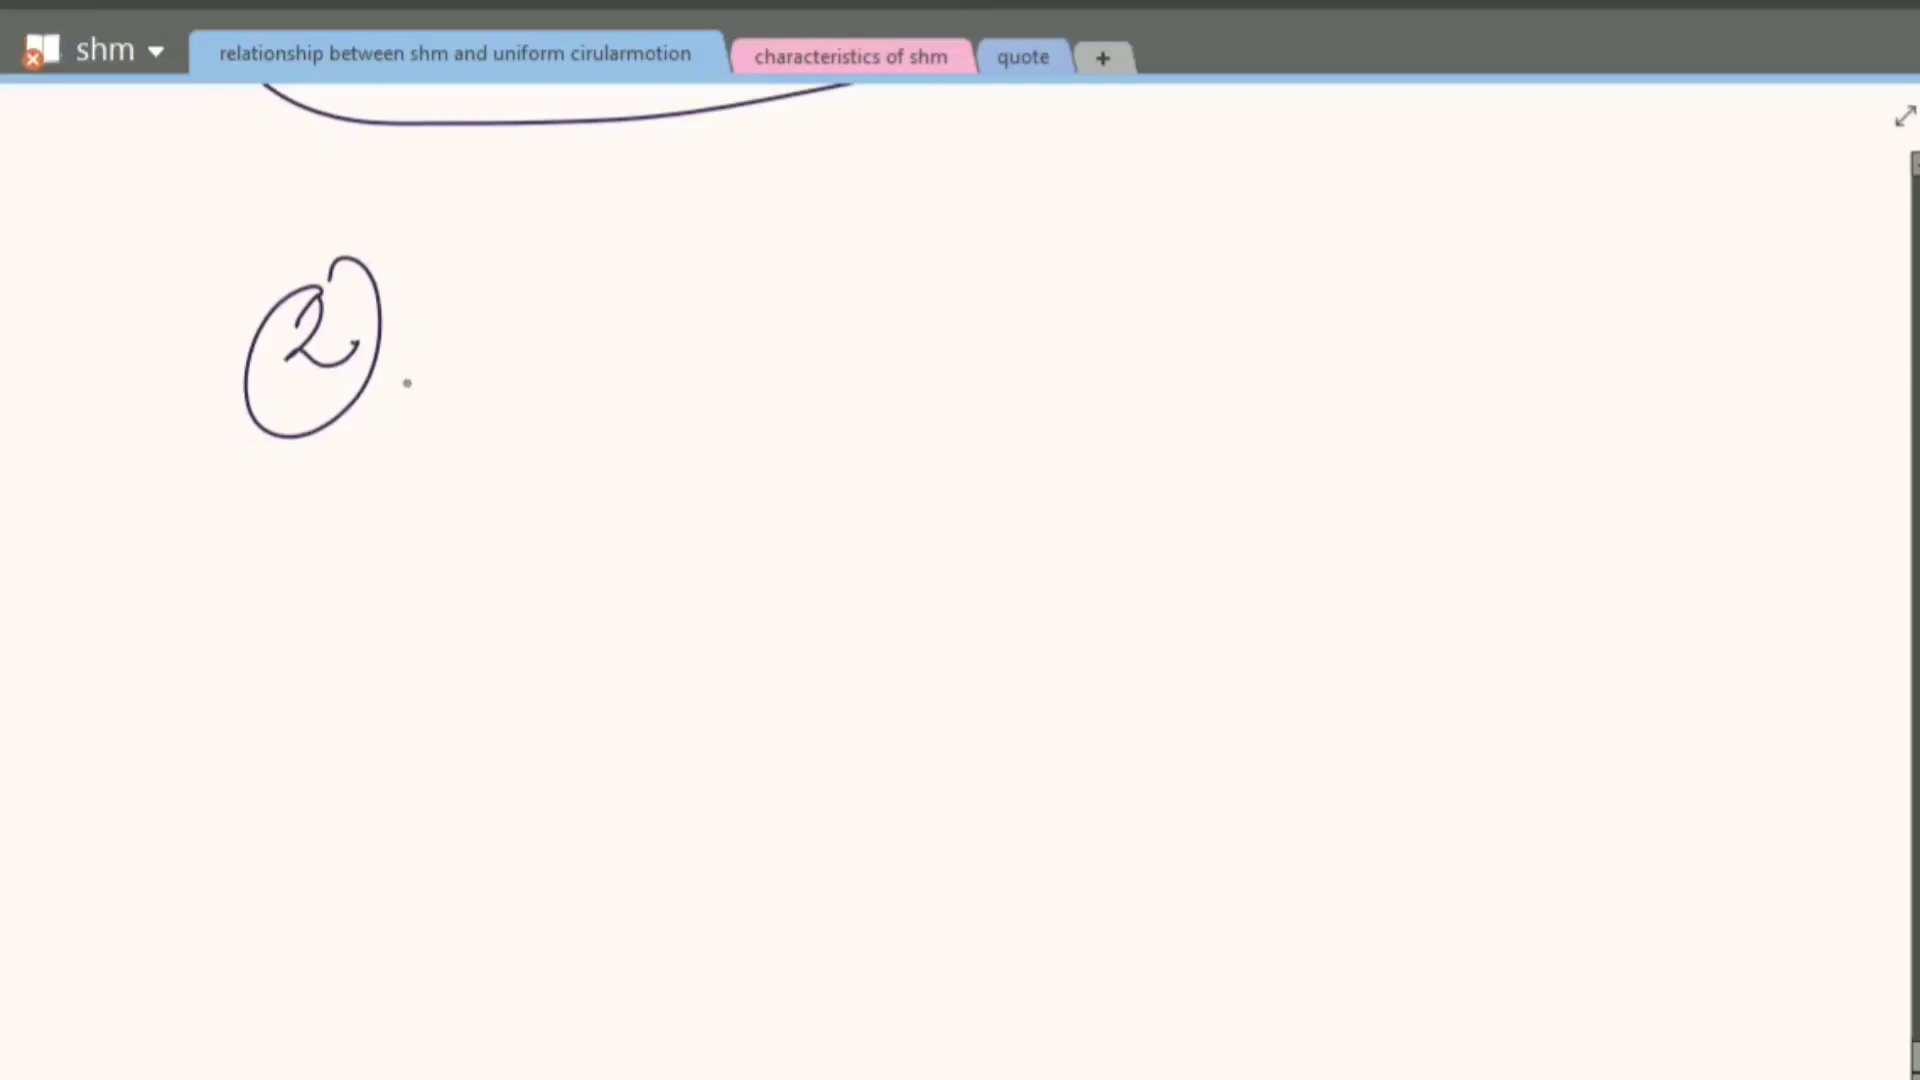 shm
relationship between shm and uniform cirularmotion
characteristics of shm
quote
+
2